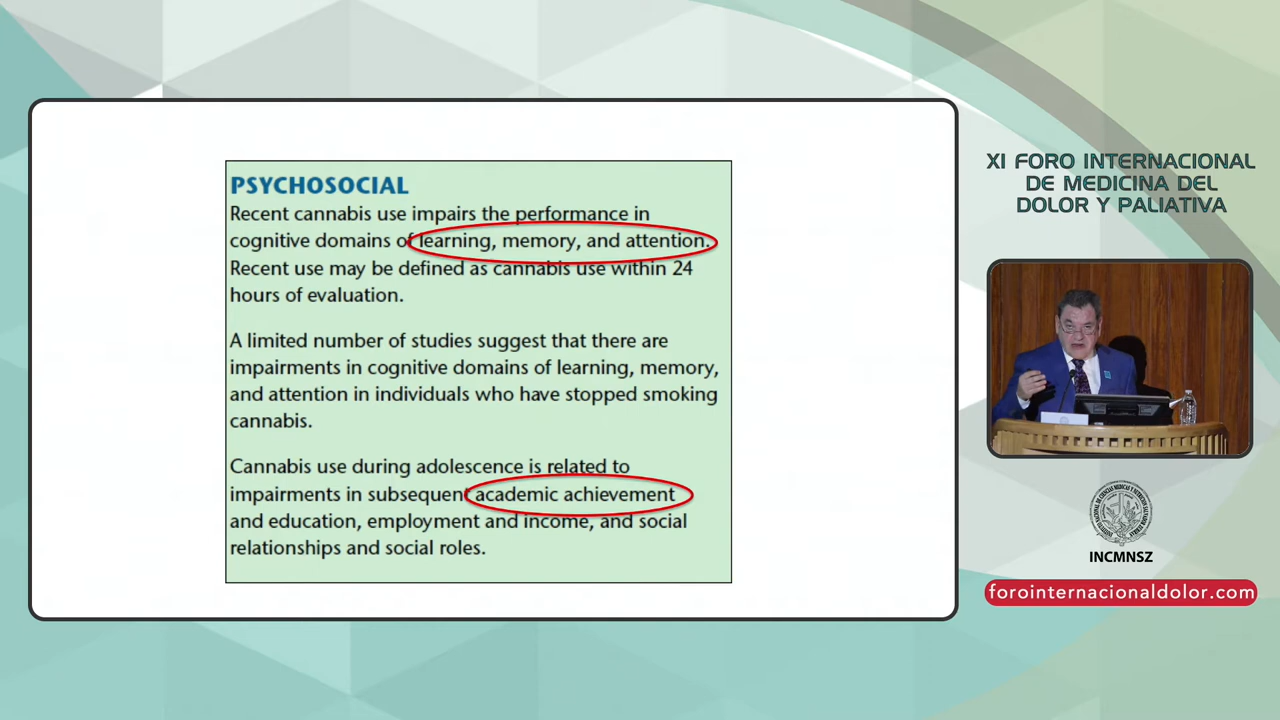 PSYCHOSOCIAL
Recent cannabis use impairs the performance in
cognitive domains of learning, memory, and attention.
Recent use may be defined as cannabis use within 24
hours of evaluation.
A limited number of studies suggest that there are
impairments in cognitive domains of learning, memory,
and attention in individuals who have stopped smoking
cannabis.
Cannabis use during adolescence is related to
impairments in subsequent academic achievement
and education, employment and income, and social
relationships and social roles.
XI FORO INTERNACIONAL
DE MEDICINA DEL
DOLOR Y PALIATIVA
INCMNSZ
forointernacionaldolor.com